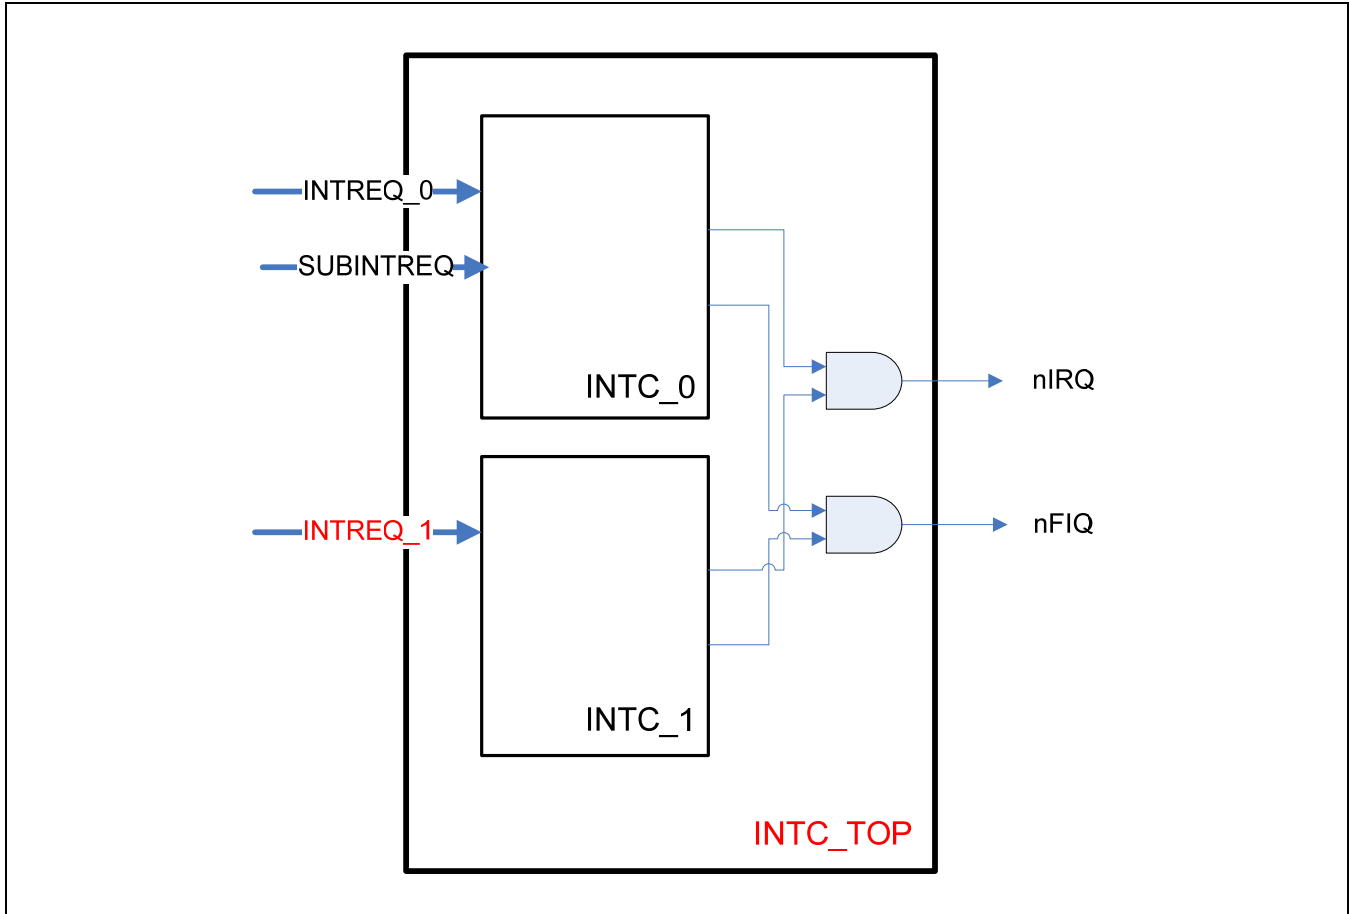 INTREQ_0
SUBINTREQ
INTC_0
nIRQ
INTREQ_1
nFIQ
INTC_1
INTC_TOP